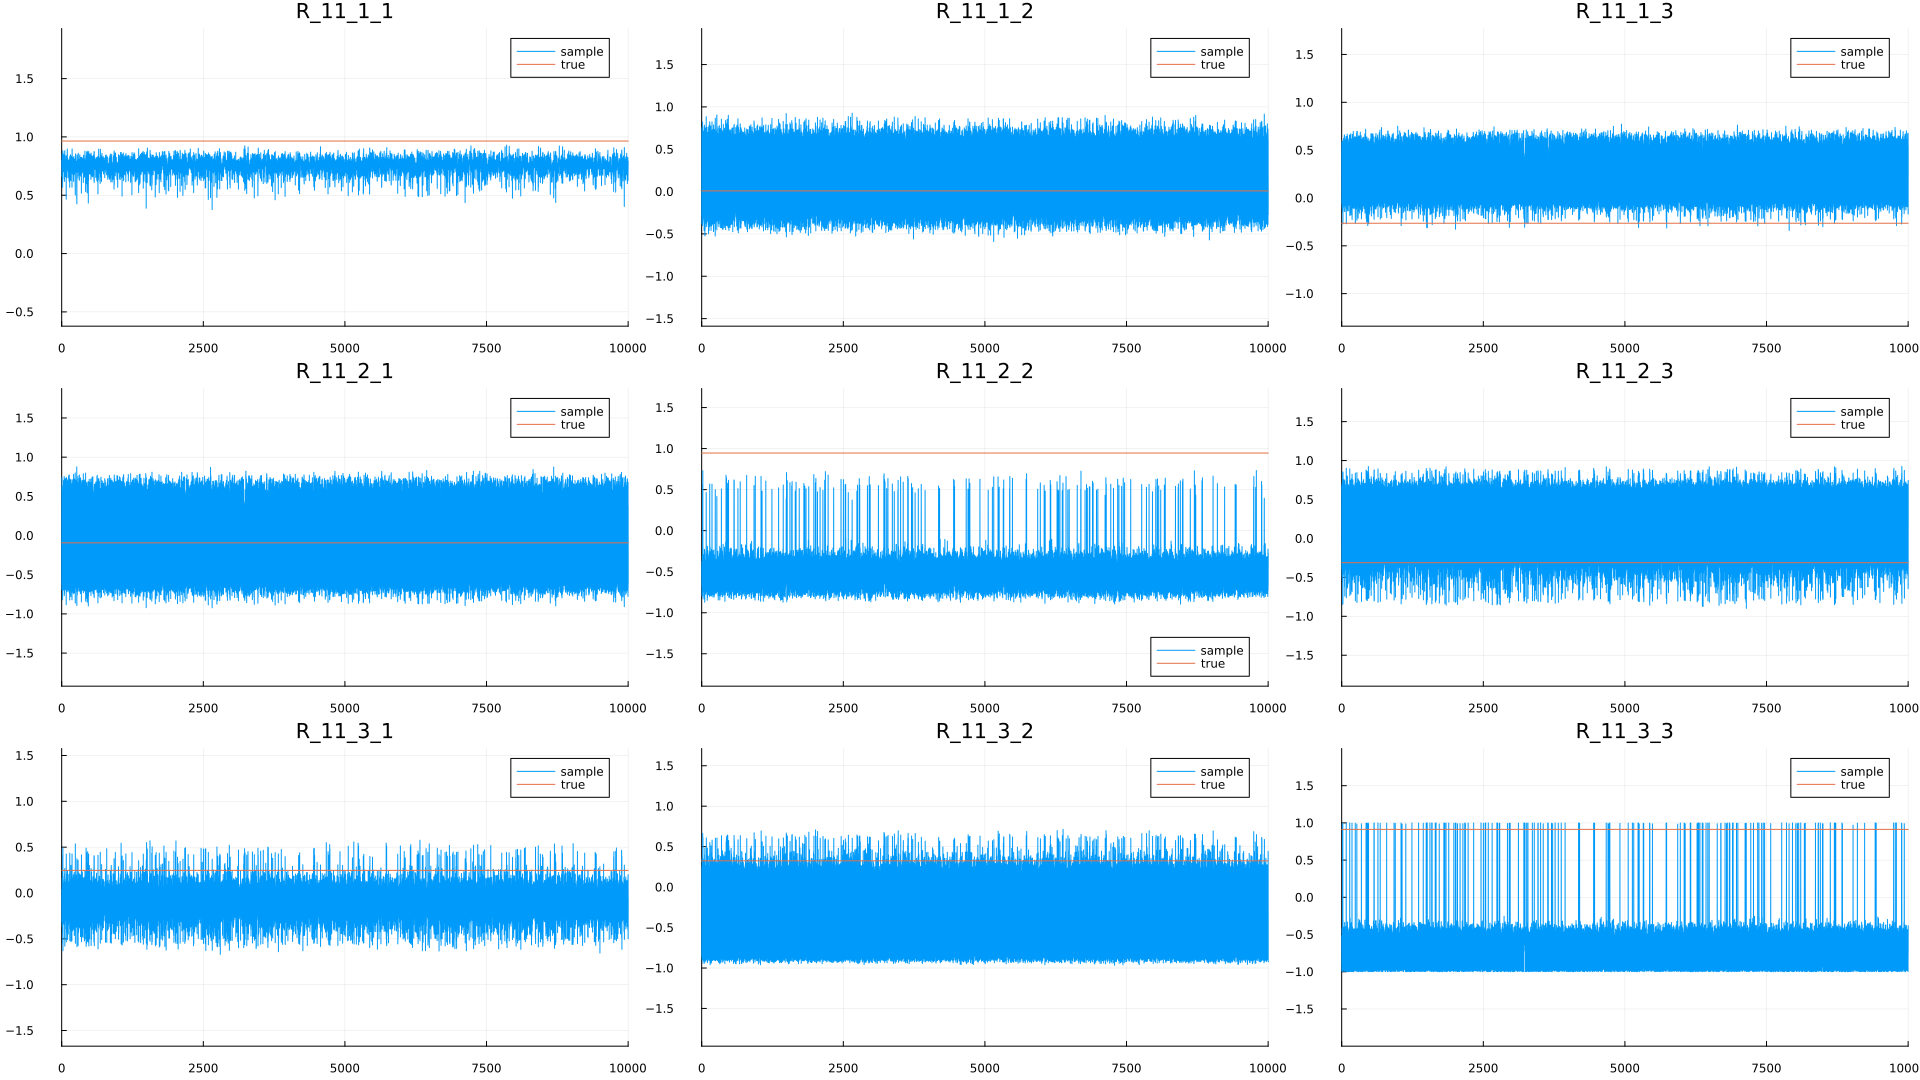 R_11_1_1 R_11_1_2 R_11_1_3
sample sample sample
true true true
1.5 1.5 1.5
1.0 1.0 1.0
0.5 0.5 0.5
0.0 0.0 0.0
−0.5 −0.5 −0.5
−1.0 −1.0
−1.5
0 2500 5000 7500 10000 0 2500 5000 7500 10000 0 2500 5000 7500 1000
R_11_2_1 R_11_2_2 R_11_2_3
sample sample
true true
1.5 1.5 1.5
1.0 1.0 1.0
0.5 0.5 0.5
0.0 0.0 0.0
−0.5 −0.5 −0.5
−1.0 −1.0 −1.0
sample
true
−1.5 −1.5 −1.5
0 2500 5000 7500 10000 0 2500 5000 7500 10000 0 2500 5000 7500 1000
R_11_3_1 R_11_3_2 R_11_3_3
sample sample sample
true true true
1.5 1.5 1.5
1.0 1.0 1.0
0.5 0.5 0.5
0.0 0.0 0.0
−0.5 −0.5 −0.5
−1.0 −1.0 −1.0
−1.5 −1.5 −1.5
0 2500 5000 7500 10000 0 2500 5000 7500 10000 0 2500 5000 7500 1000